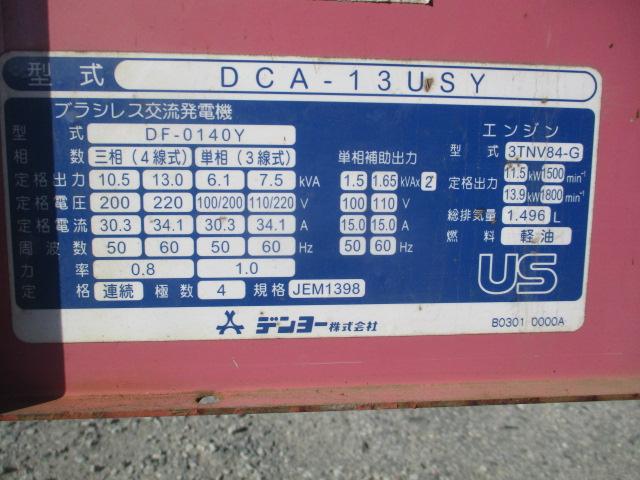 型式 DCA-13USY
ブラシレス交流発電機
型式 DF-0140Y
相数 三相(4線式) 単相(3線式)
定格出力 10.5 13.0 6.1 7.5 kVA
定格電圧 200 220 100/200 110/220 V
定格電流 30.3 34.1 30.3 34.1 A
周波数 50 60 50 60 Hz
力率 0.8 1.0
定格 連続 極数 4 規格 JEM1398
単相補助出力
1.5 1.65 kVA× 2
100 110 V
15.0 15.0 A
50 60 Hz
エンジン
型式 3TNV84-G
定格出力 11.5 kW 1500 min⁻¹
13.9 kW 1800 min⁻¹
総排気量 1.496 L
燃料 軽油
US
デンヨー株式会社
B0301 0000A